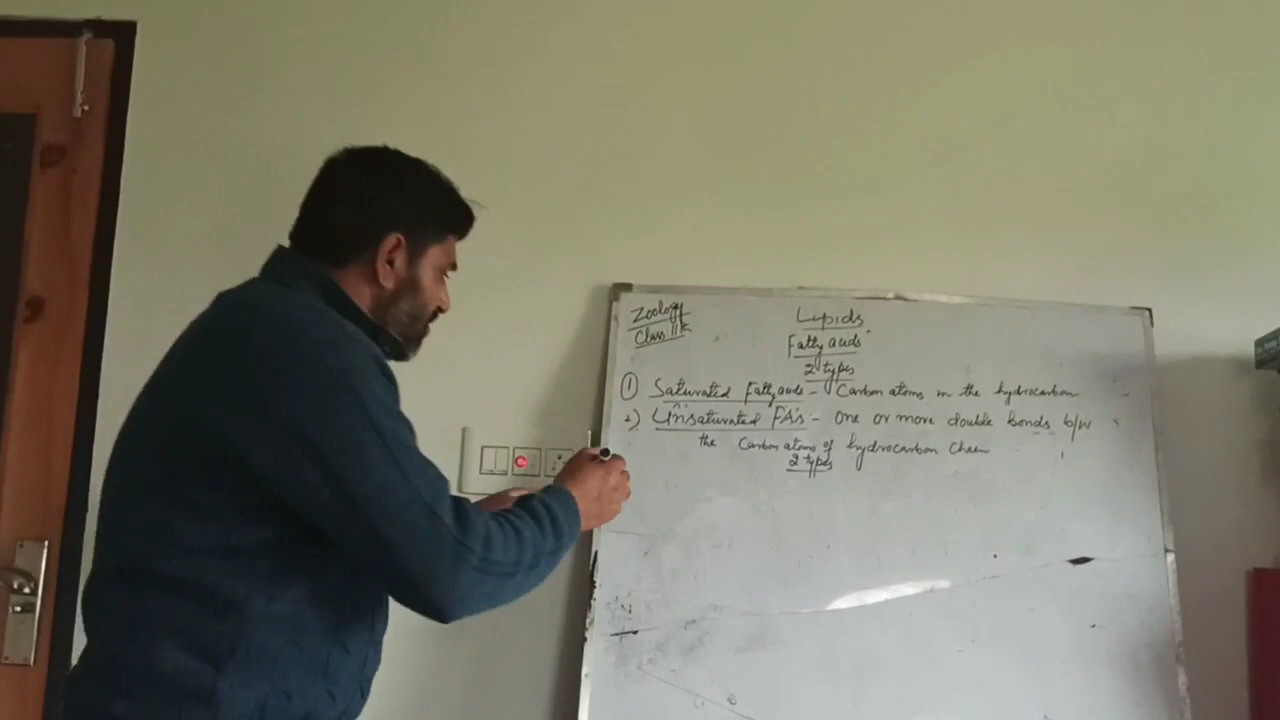 Zoology
Class 11th
Lipids
Fatty acids
2 types
1 Saturated Fatty acids - Carbon atoms in the hydrocarbon
2) Unsaturated FA's :- One or more double bonds b/w
the Carbon atoms of hydrocarbon chain
2 types